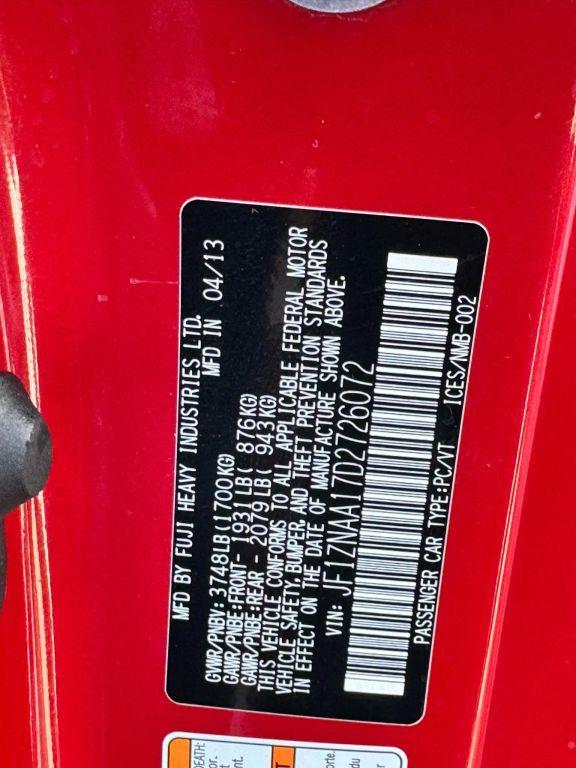 MFD BY FUJI HEAVY INDUSTRIES LTD.
MFD IN 04/13
GVWR/PNBV: 3748LB(1700KG)
GAWR/PNBE:FRONT- 1931LB( 876KG)
GAWR/PNBE:REAR - 2079LB( 943KG)
THIS VEHICLE CONFORMS TO ALL APPLICABLE FEDERAL MOTOR
VEHICLE SAFETY, BUMPER, AND THEFT PREVENTION STANDARDS
IN EFFECT ON THE DATE OF MANUFACTURE SHOWN ABOVE.
VIN: JF1ZNAA17D2726072
PASSENGER CAR TYPE:PC/VT ICES/NMB-002